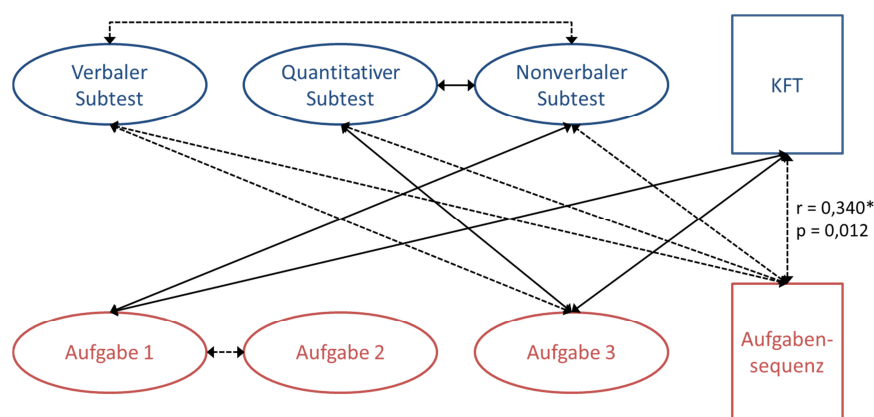 Verbaler
Subtest
Quantitativer
Subtest
Nonverbaler
Subtest
KFT
r = 0,340*
p = 0,012
Aufgabe 1
Aufgabe 2
Aufgabe 3
Aufgaben-
sequenz